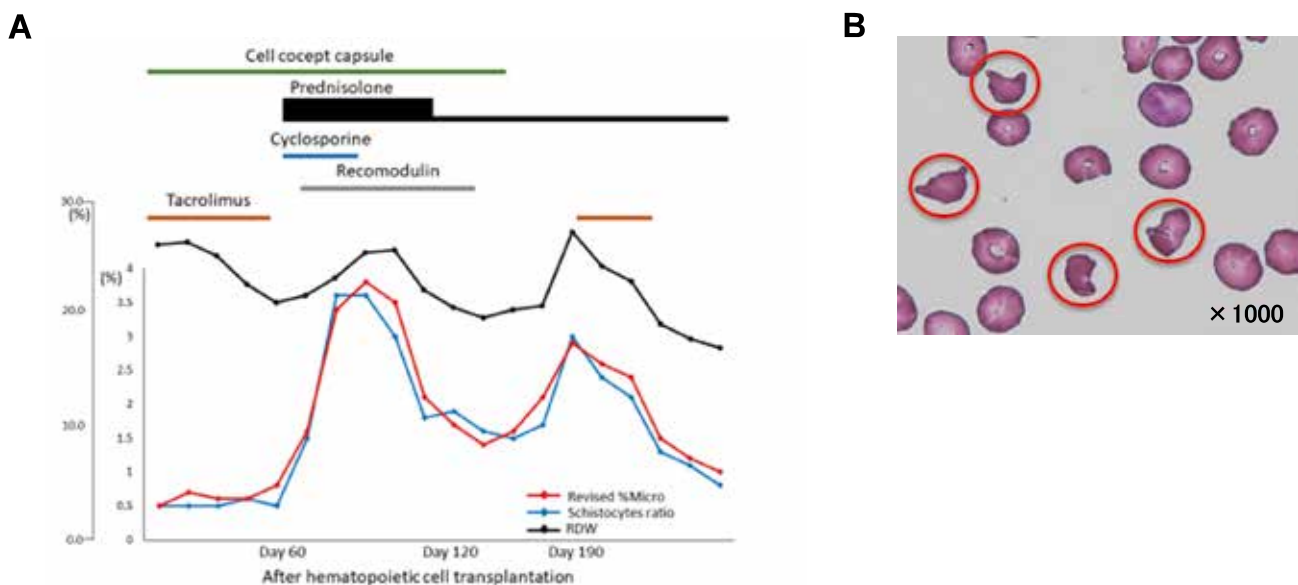 A
B
Cell cocept capsule
Prednisolone
Cyclosporine
Recomodulin
Tacrolimus
30.0
(%)
20.0
10.0
0.0
(%)
4
3.5
3
2.5
2
1.5
1
0.5
0
Revised %Micro
Schistocytes ratio
RDW
Day 60 Day 120 Day 190
After hematopoietic cell transplantation
× 1000